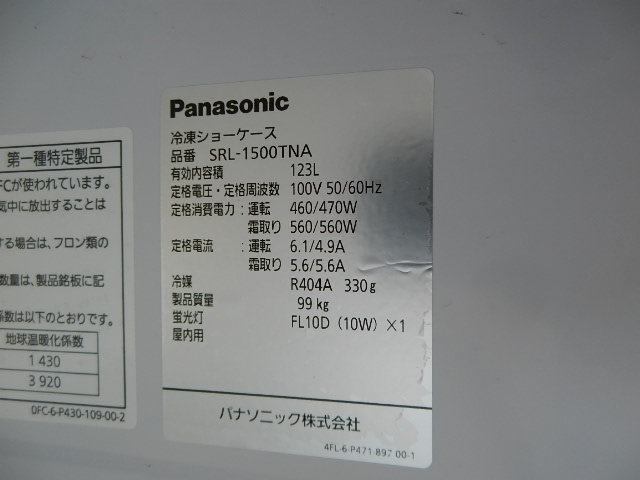 第一種特定製品
FCが使われています。
気中に放出することは
する場合は、フロン類の
数量は、製品銘板に記
係数は以下のとおりです。
地球温暖化係数
1 430
3 920
0FC-6-P430-109-00-2
Panasonic
冷凍ショーケース
品番 SRL-1500TNA
有効内容積 123L
定格電圧・定格周波数 100V 50/60Hz
定格消費電力：運転 460/470W
霜取り 560/560W
定格電流：運転 6.1/4.9A
霜取り 5.6/5.6A
冷媒 R404A 330g
製品質量 99kg
蛍光灯 FL10D（10W）×1
屋内用
パナソニック株式会社
4FL-6-P471-897 00-1